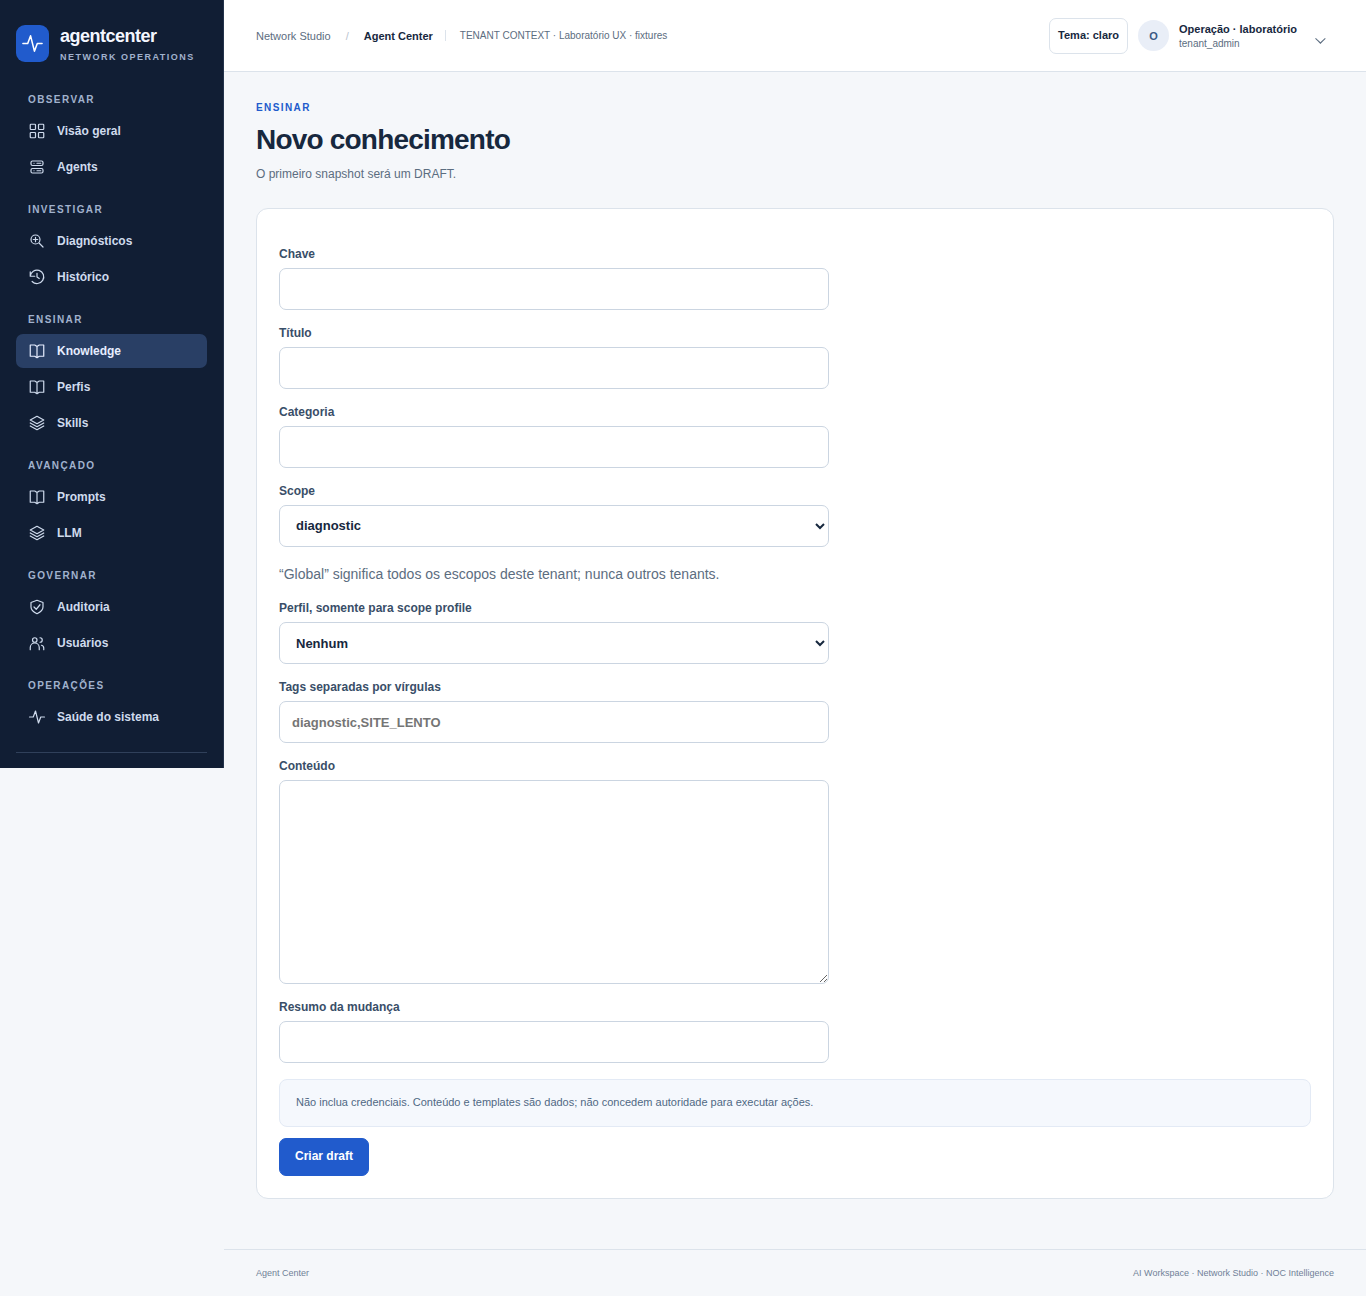 agentcenter
NETWORK OPERATIONS
OBSERVAR
Visão geral
Agents
INVESTIGAR
Diagnósticos
Histórico
ENSINAR
Knowledge
Perfis
Skills
AVANÇADO
Prompts
LLM
GOVERNAR
Auditoria
Usuários
OPERAÇÕES
Saúde do sistema
Network Studio / Agent Center TENANT CONTEXT · Laboratório UX · fixtures
Tema: claro
O
Operação · laboratório
tenant_admin
ENSINAR
Novo conhecimento
O primeiro snapshot será um DRAFT.
Chave
Título
Categoria
Scope
diagnostic
“Global” significa todos os escopos deste tenant; nunca outros tenants.
Perfil, somente para scope profile
Nenhum
Tags separadas por vírgulas
diagnostic,SITE_LENTO
Conteúdo
Resumo da mudança
Não inclua credenciais. Conteúdo e templates são dados; não concedem autoridade para executar ações.
Criar draft
Agent Center
AI Workspace · Network Studio · NOC Intelligence